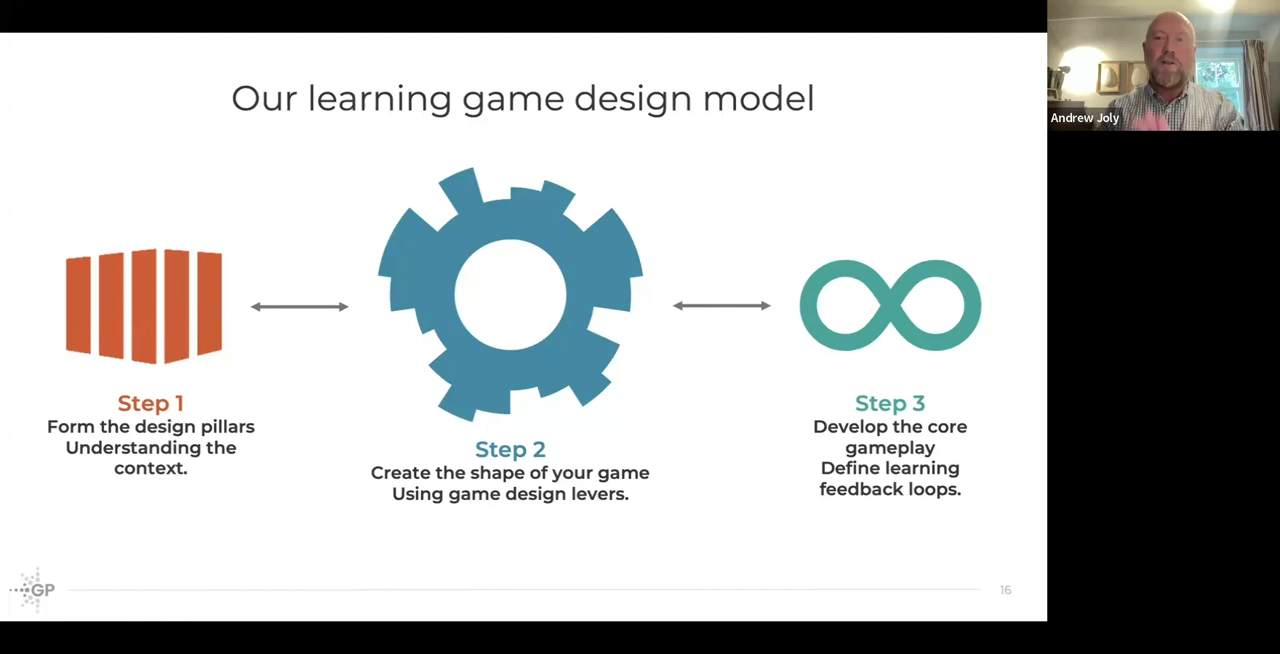 Our learning game design model
Andrew Joly
Step 1
Form the design pillars
Understanding the
context.
Step 2
Create the shape of your game
Using game design levers.
Step 3
Develop the core
gameplay
Define learning
feedback loops.
GP
16